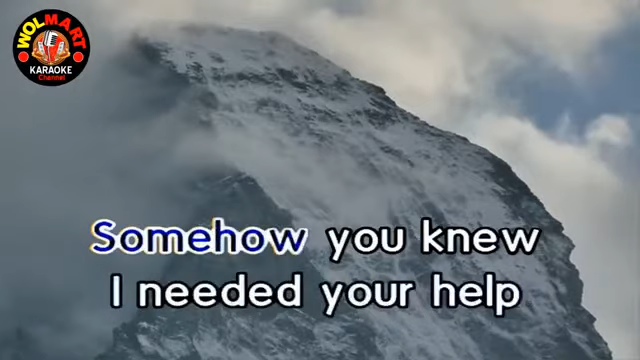 WOLMART
KARAOKE
Channel
Somehow you knew
I needed your help